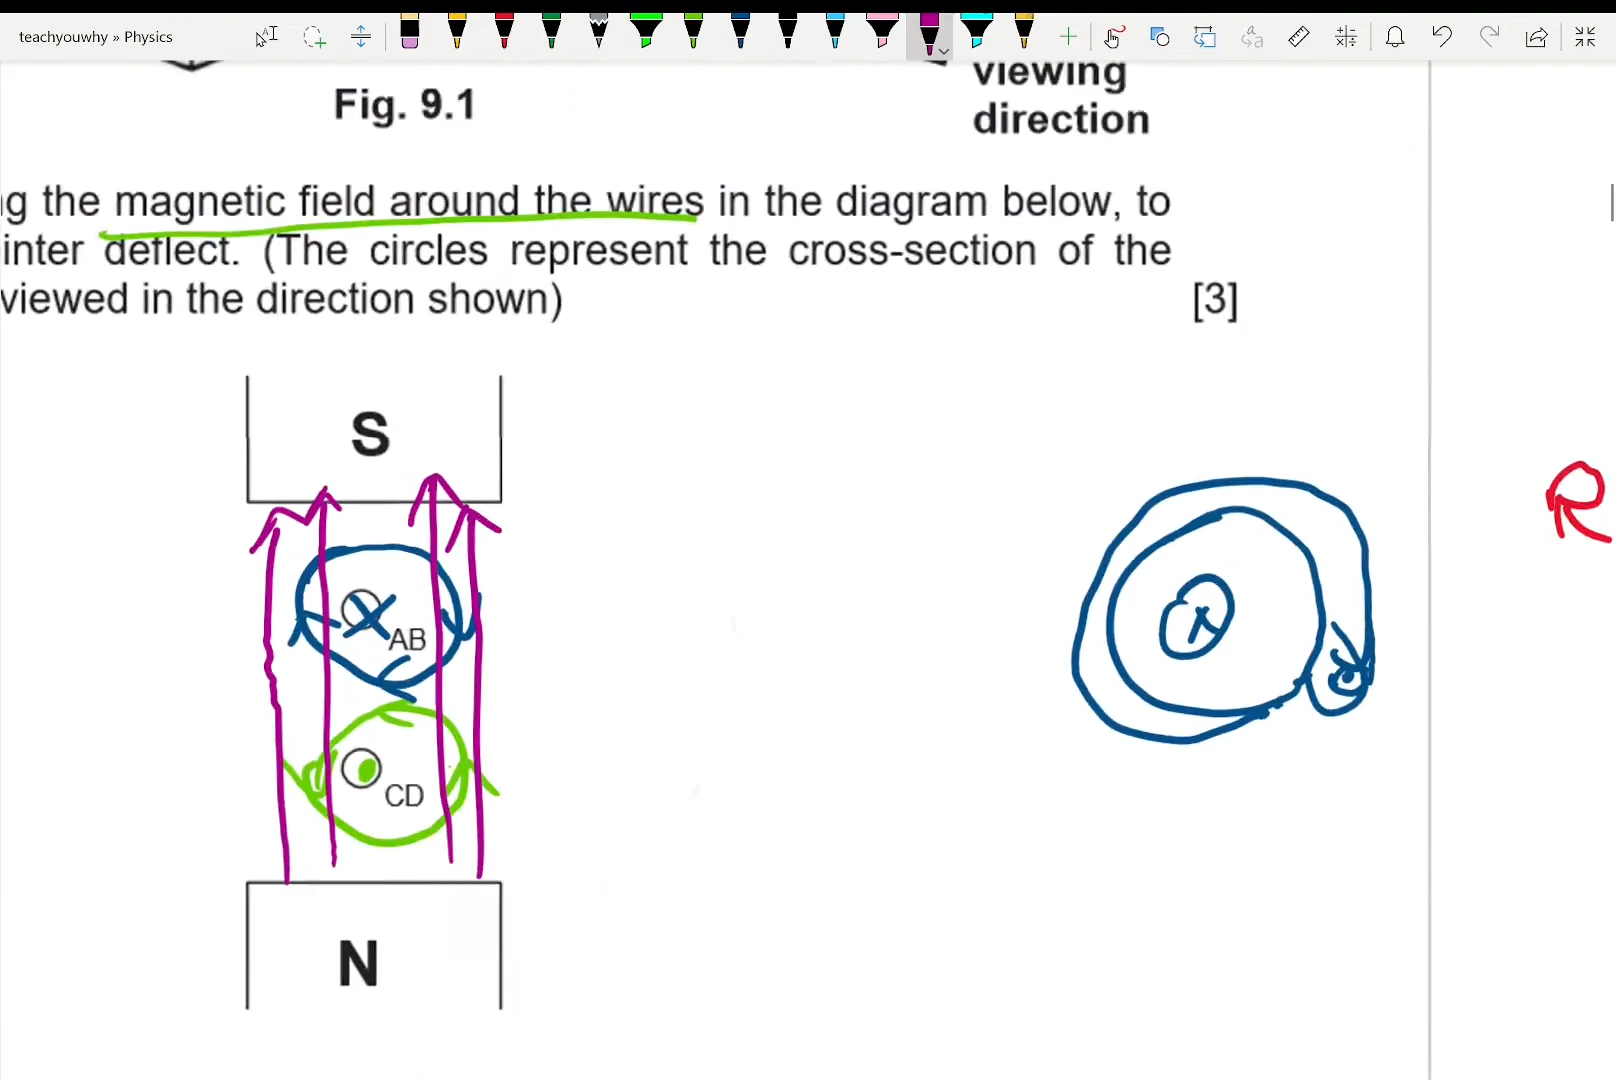 teachyouwhy » Physics
Fig. 9.1
viewing
direction
g the magnetic field around the wires in the diagram below, to
inter deflect. (The circles represent the cross-section of the
viewed in the direction shown)
[3]
S
AB
CD
N
R